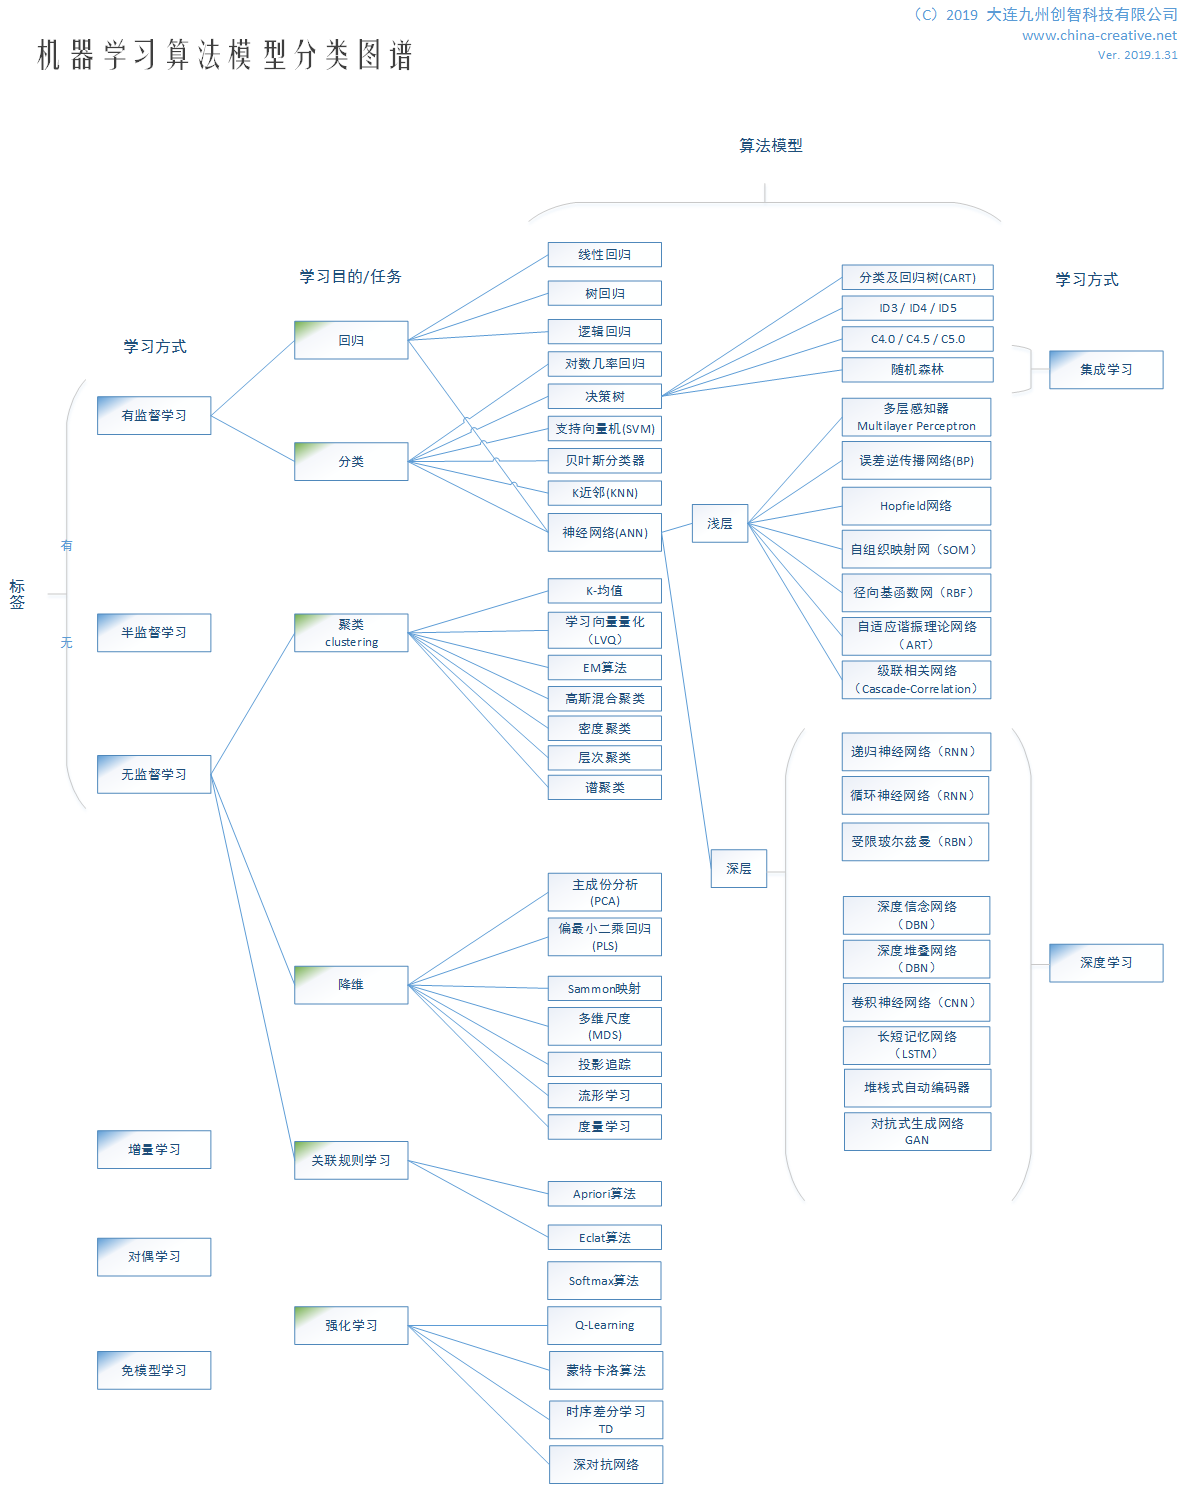 （C）2019 大连九州创智科技有限公司
www.china-creative.net
Ver. 2019.1.31
机器学习算法模型分类图谱
算法模型
学习目的/任务
学习方式
学习方式
标签
有
无
有监督学习
半监督学习
无监督学习
增量学习
对偶学习
免模型学习
回归
分类
聚类
clustering
降维
关联规则学习
强化学习
线性回归
树回归
逻辑回归
对数几率回归
决策树
支持向量机(SVM)
贝叶斯分类器
K近邻(KNN)
神经网络(ANN)
K-均值
学习向量量化
（LVQ）
EM算法
高斯混合聚类
密度聚类
层次聚类
谱聚类
主成份分析
(PCA)
偏最小二乘回归
(PLS)
Sammon映射
多维尺度
(MDS)
投影追踪
流形学习
度量学习
Apriori算法
Eclat算法
Softmax算法
Q-Learning
蒙特卡洛算法
时序差分学习
TD
深对抗网络
浅层
深层
分类及回归树(CART)
ID3 / ID4 / ID5
C4.0 / C4.5 / C5.0
随机森林
多层感知器
Multilayer Perceptron
误差逆传播网络(BP)
Hopfield网络
自组织映射网（SOM）
径向基函数网（RBF）
自适应谐振理论网络
（ART）
级联相关网络
（Cascade-Correlation）
递归神经网络（RNN）
循环神经网络（RNN）
受限玻尔兹曼（RBN）
深度信念网络
（DBN）
深度堆叠网络
（DBN）
卷积神经网络（CNN）
长短记忆网络
（LSTM）
堆栈式自动编码器
对抗式生成网络
GAN
集成学习
深度学习